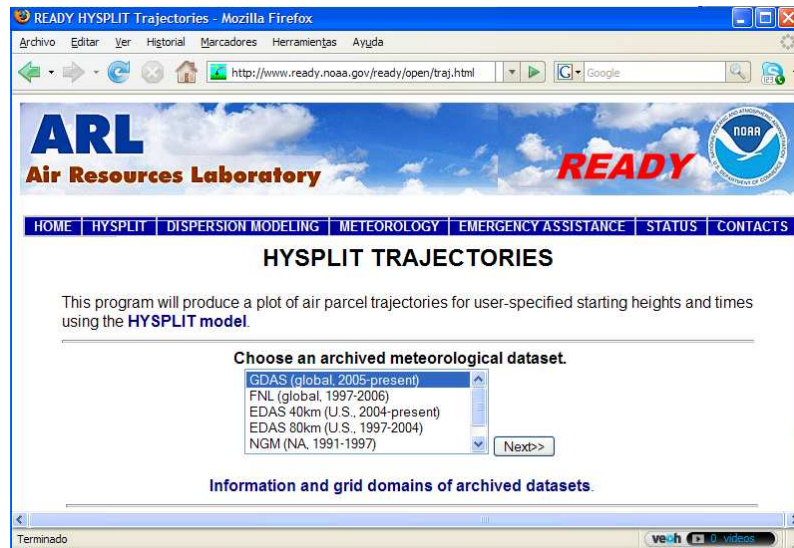 READY HYSPLIT Trajectories - Mozilla Firefox
Archivo Editar Ver Historial Marcadores Herramientas Ayuda
http://www.ready.noaa.gov/ready/open/traj.html G Google
ARL
Air Resources Laboratory
READY
NOAA
HOME HYSPLIT DISPERSION MODELING METEOROLOGY EMERGENCY ASSISTANCE STATUS CONTACTS
HYSPLIT TRAJECTORIES
This program will produce a plot of air parcel trajectories for user-specified starting heights and times
using the HYSPLIT model.
Choose an archived meteorological dataset.
GDAS (global, 2005-present)
FNL (global, 1997-2006)
EDAS 40km (U.S., 2004-present)
EDAS 80km (U.S., 1997-2004)
NGM (NA, 1991-1997)
Next>>
Information and grid domains of archived datasets.
Terminado
veoh 0 videos